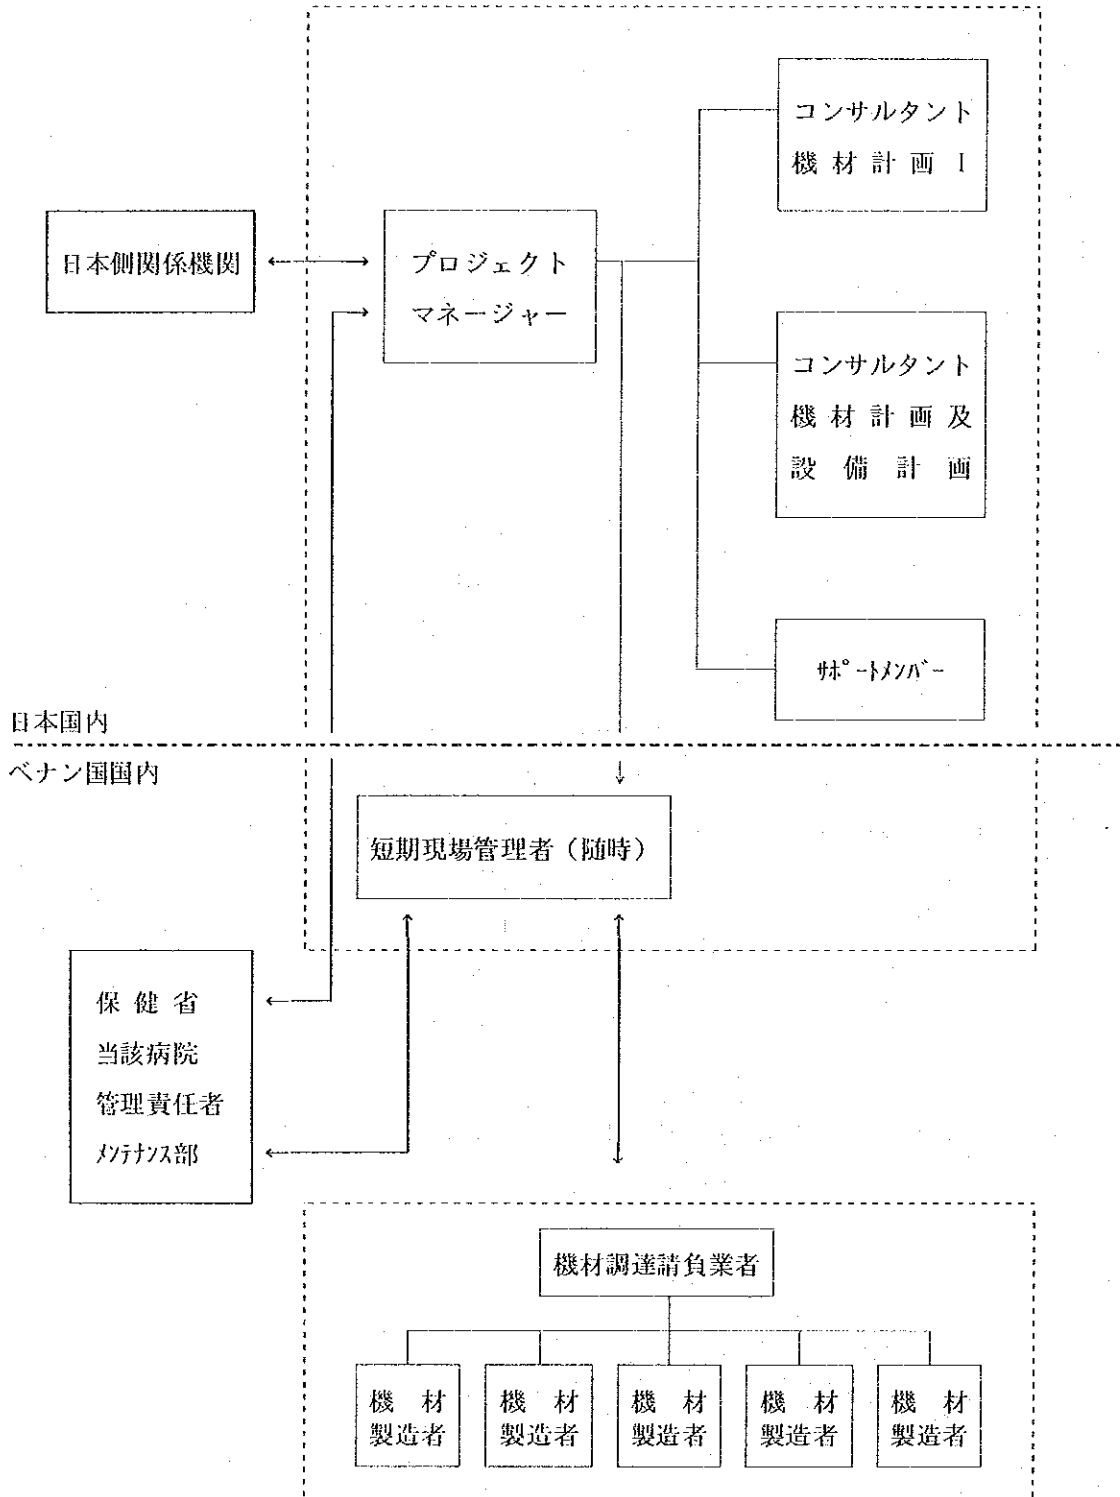 コンサルタント
機材計画 I
日本側関係機関
プロジェクト
マネージャー
コンサルタント
機材計画及
設備計画
ｻﾎﾟｰﾄﾒﾝﾊﾞｰ
日本国内
ベナン国国内
短期現場管理者（随時）
保健省
当該病院
管理責任者
ﾒﾝﾃﾅﾝｽ部
機材調達請負業者
機材
製造者
機材
製造者
機材
製造者
機材
製造者
機材
製造者